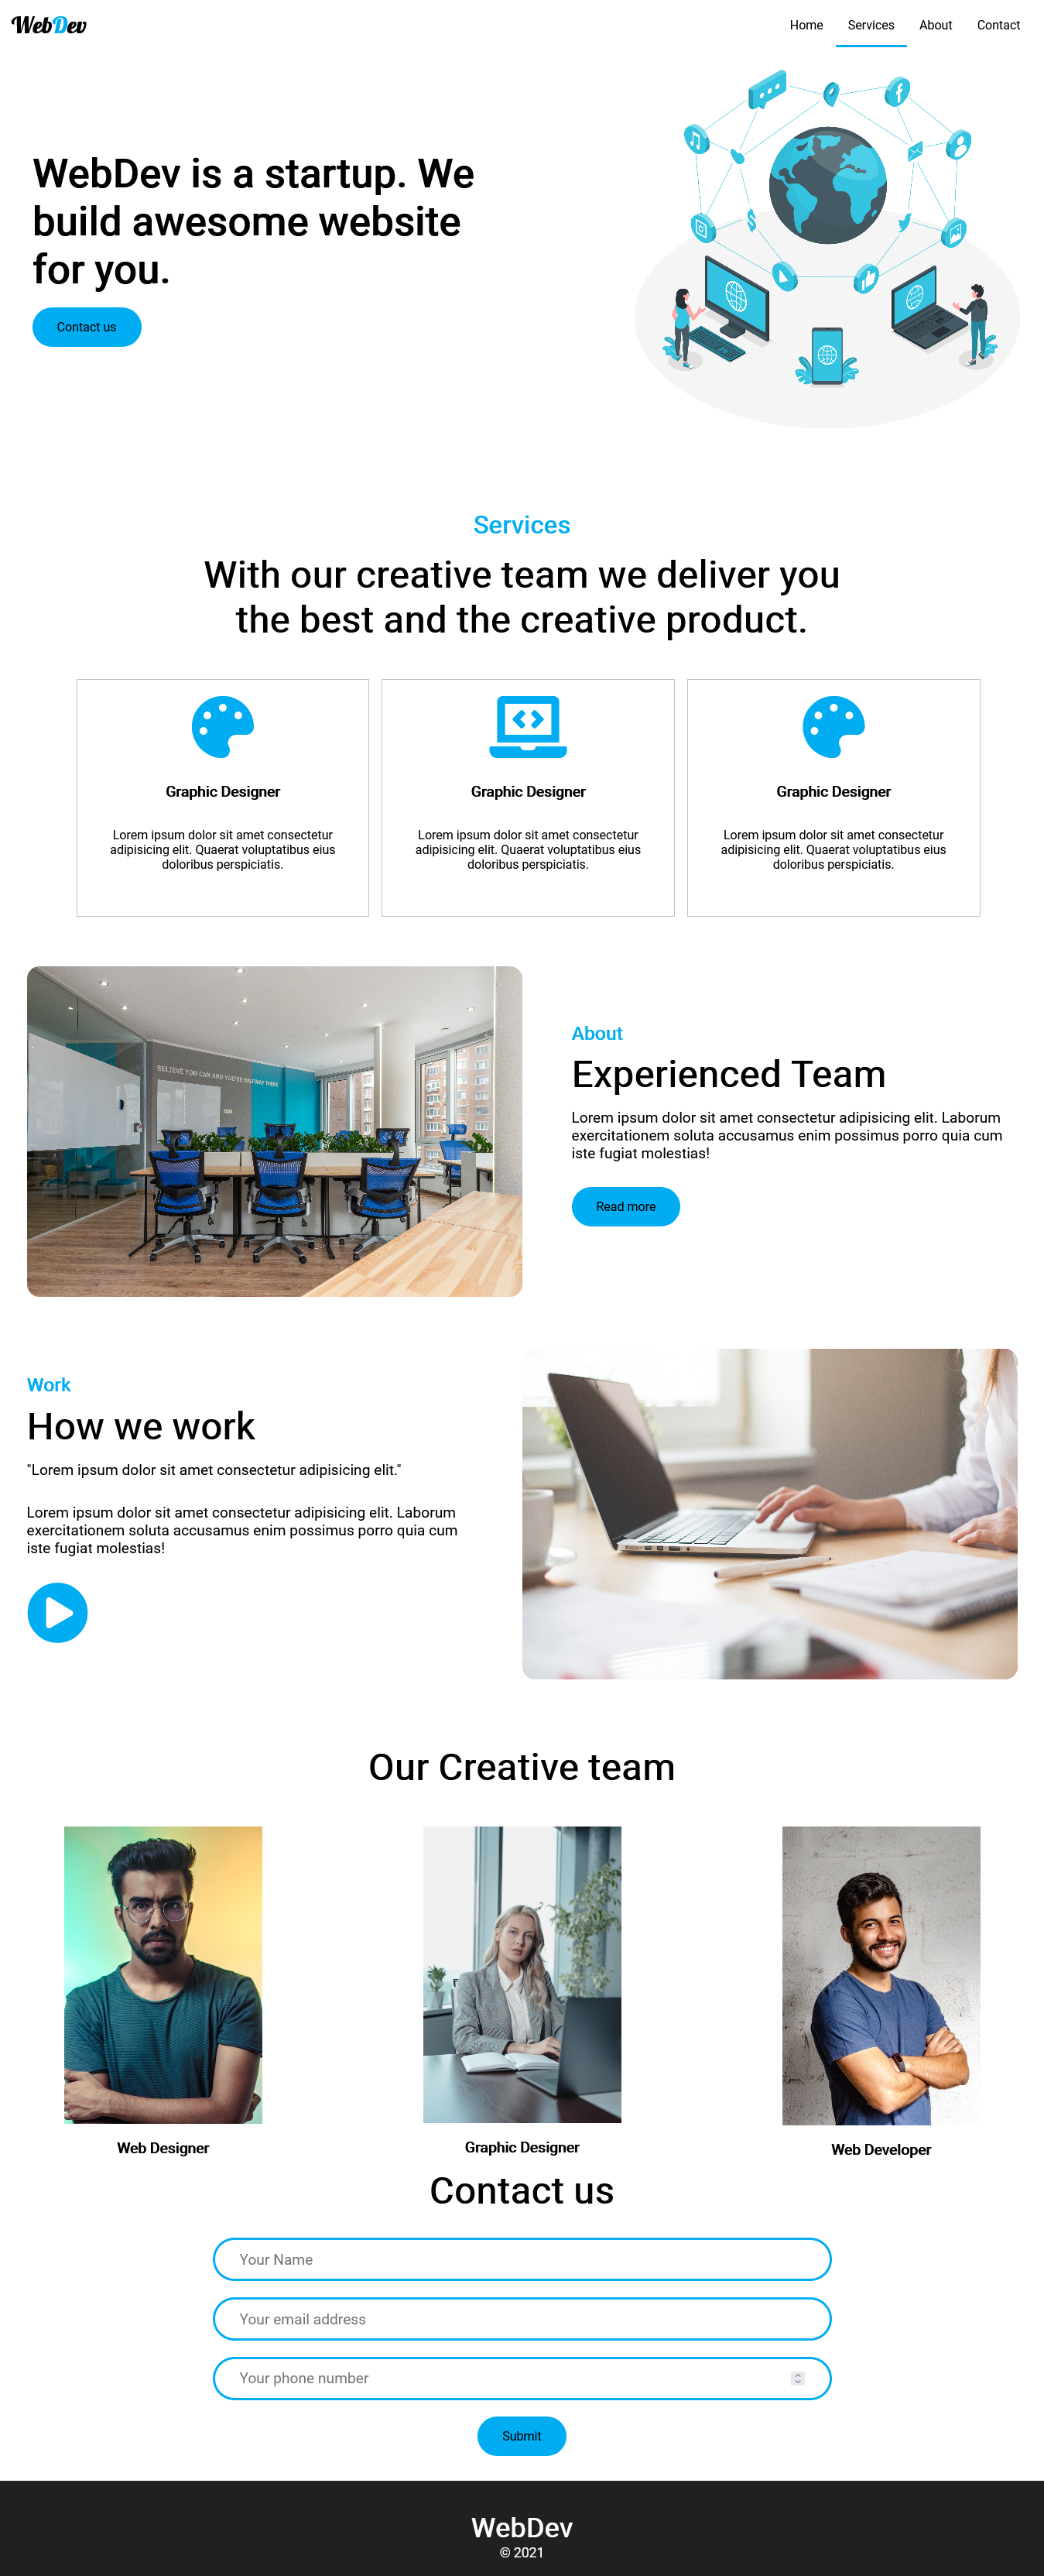 WebDev
Home
Services
About
Contact
WebDev is a startup. We
build awesome website
for you.
Contact us
Services
With our creative team we deliver you
the best and the creative product.
Graphic Designer
Lorem ipsum dolor sit amet consectetur
adipisicing elit. Quaerat voluptatibus eius
doloribus perspiciatis.
Graphic Designer
Lorem ipsum dolor sit amet consectetur
adipisicing elit. Quaerat voluptatibus eius
doloribus perspiciatis.
Graphic Designer
Lorem ipsum dolor sit amet consectetur
adipisicing elit. Quaerat voluptatibus eius
doloribus perspiciatis.
BELIEVE YOU CAN AND YOU'RE HALFWAY THERE
About
Experienced Team
Lorem ipsum dolor sit amet consectetur adipisicing elit. Laborum
exercitationem soluta accusamus enim possimus porro quia cum
iste fugiat molestias!
Read more
Work
How we work
"Lorem ipsum dolor sit amet consectetur adipisicing elit."
Lorem ipsum dolor sit amet consectetur adipisicing elit. Laborum
exercitationem soluta accusamus enim possimus porro quia cum
iste fugiat molestias!
Our Creative team
Web Designer
Graphic Designer
Web Developer
Contact us
Your Name
Your email address
Your phone number
Submit
WebDev
© 2021